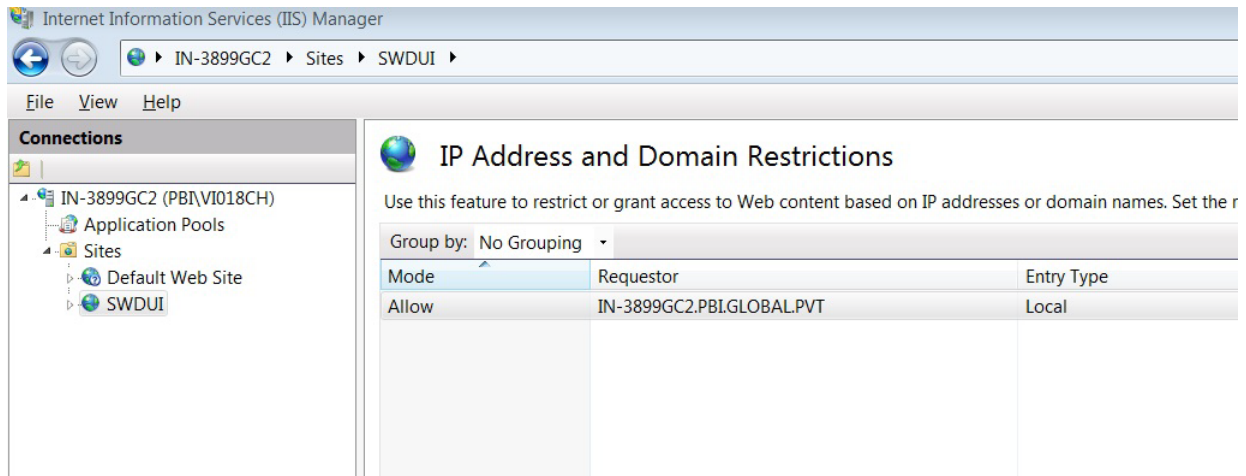 Internet Information Services (IIS) Manager
IN-3899GC2 Sites SWDUI
File View Help
Connections
IN-3899GC2 (PBI\VI018CH)
Application Pools
Sites
Default Web Site
SWDUI
IP Address and Domain Restrictions
Use this feature to restrict or grant access to Web content based on IP addresses or domain names. Set the r
Group by: No Grouping
Mode Requestor Entry Type
Allow IN-3899GC2.PBI.GLOBAL.PVT Local